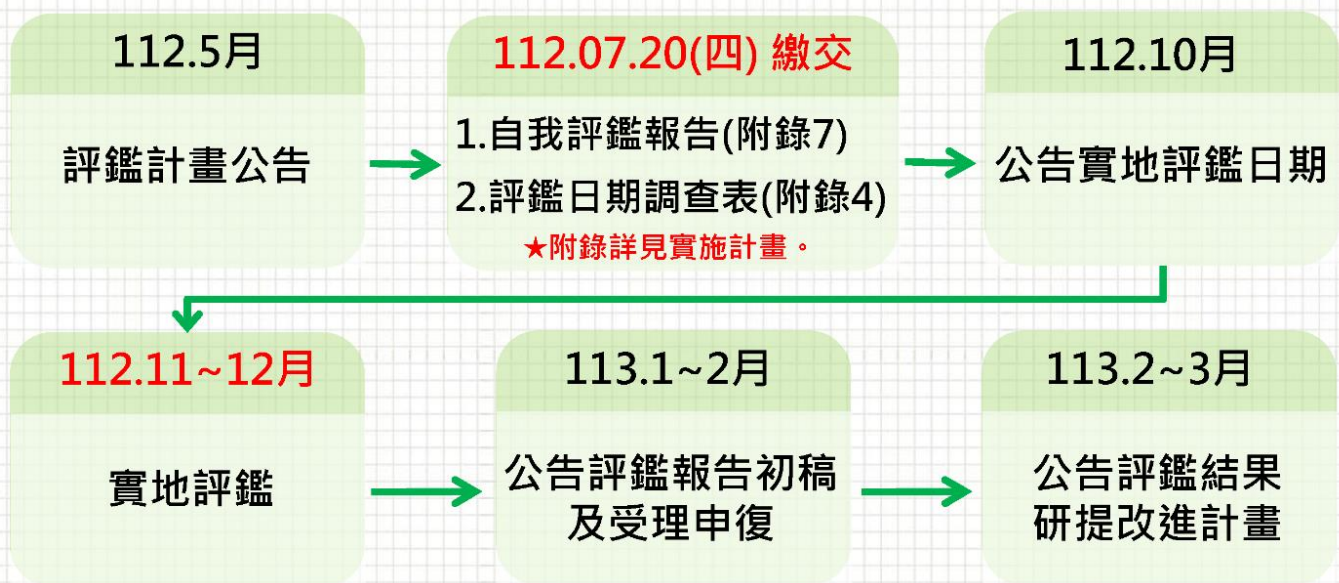 112.5月
評鑑計畫公告
112.07.20(四) 繳交
1.自我評鑑報告(附錄7)
2.評鑑日期調查表(附錄4)
★附錄詳見實施計畫。
112.10月
公告實地評鑑日期
112.11~12月
實地評鑑
113.1~2月
公告評鑑報告初稿
及受理申復
113.2~3月
公告評鑑結果
研提改進計畫